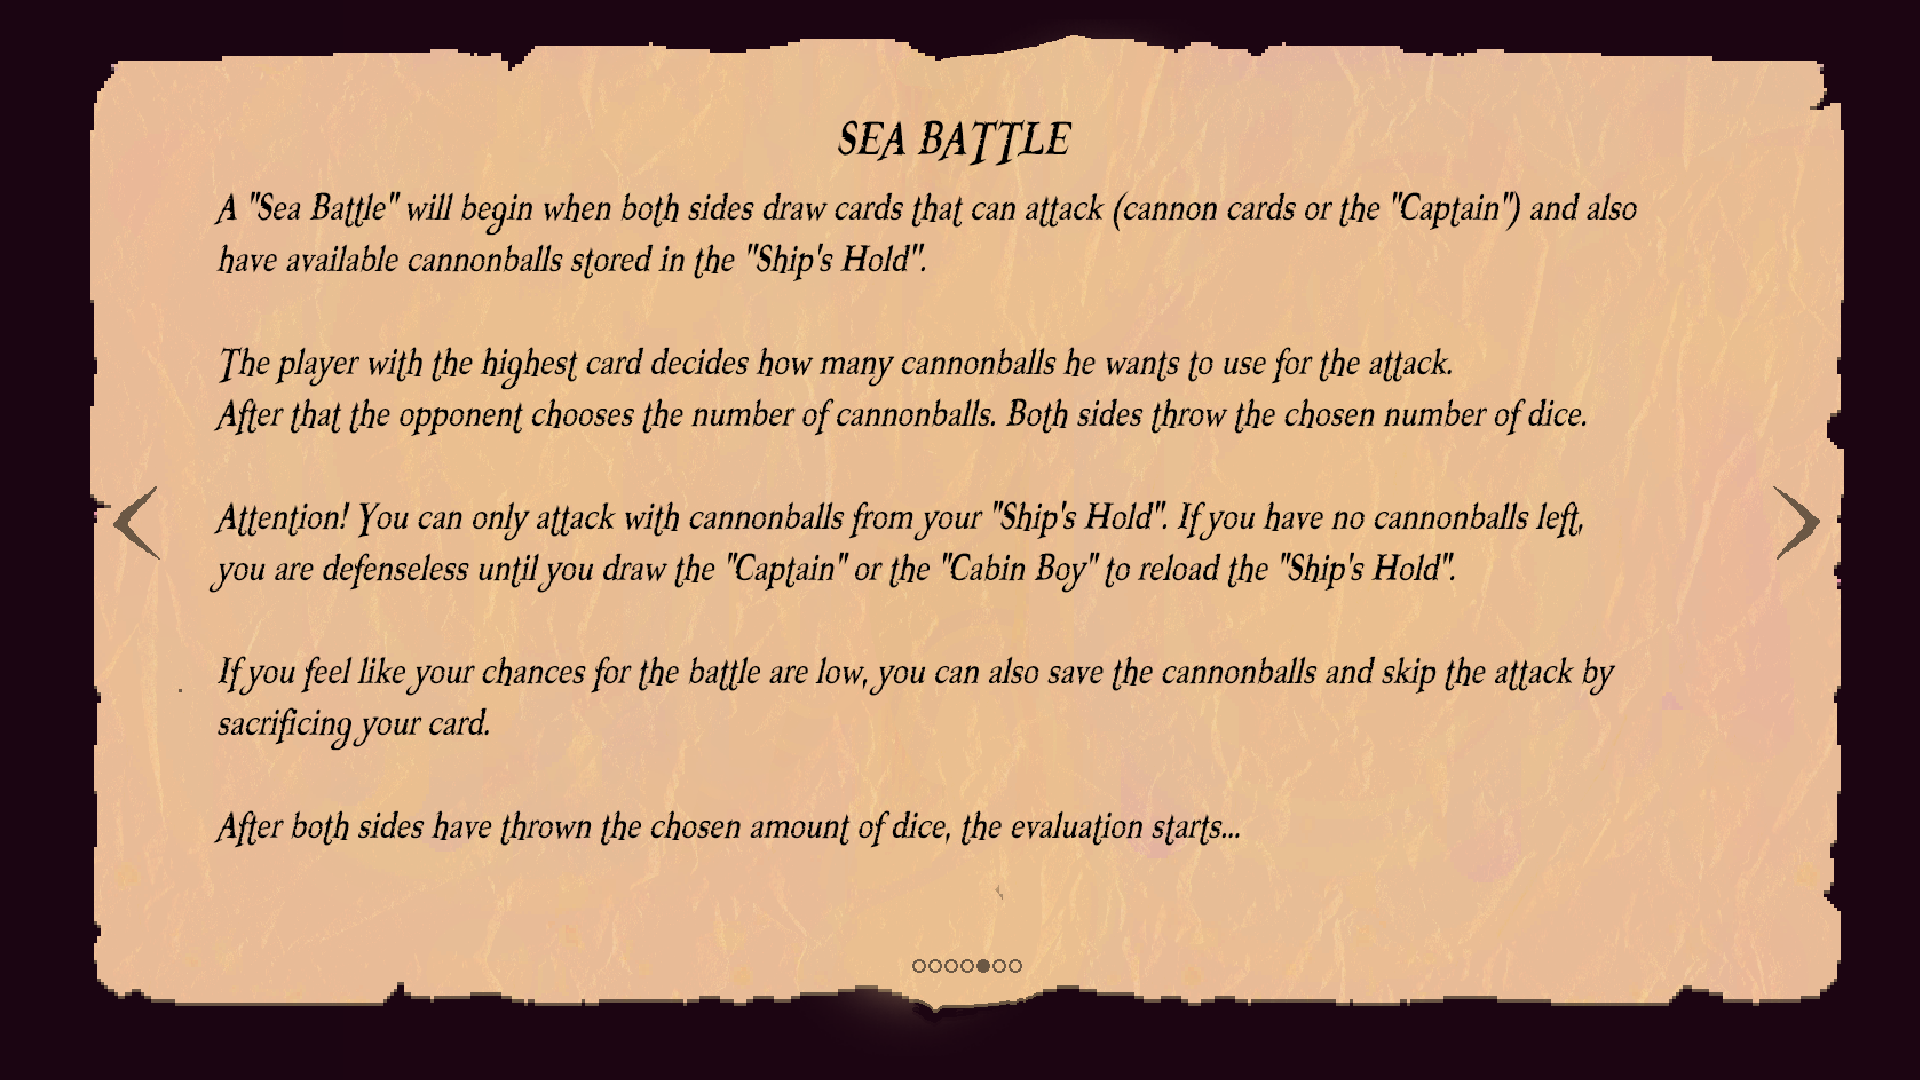 SEA BATTLE
A "Sea Battle" will begin when both sides draw cards that can attack (cannon cards or the "Captain") and also
have available cannonballs stored in the "Ship's Hold".
The player with the highest card decides how many cannonballs he wants to use for the attack.
After that the opponent chooses the number of cannonballs. Both sides throw the chosen number of dice.
Attention! You can only attack with cannonballs from your "Ship's Hold". If you have no cannonballs left,
you are defenseless until you draw the "Captain" or the "Cabin Boy" to reload the "Ship's Hold".
If you feel like your chances for the battle are low, you can also save the cannonballs and skip the attack by
sacrificing your card.
After both sides have thrown the chosen amount of dice, the evaluation starts...